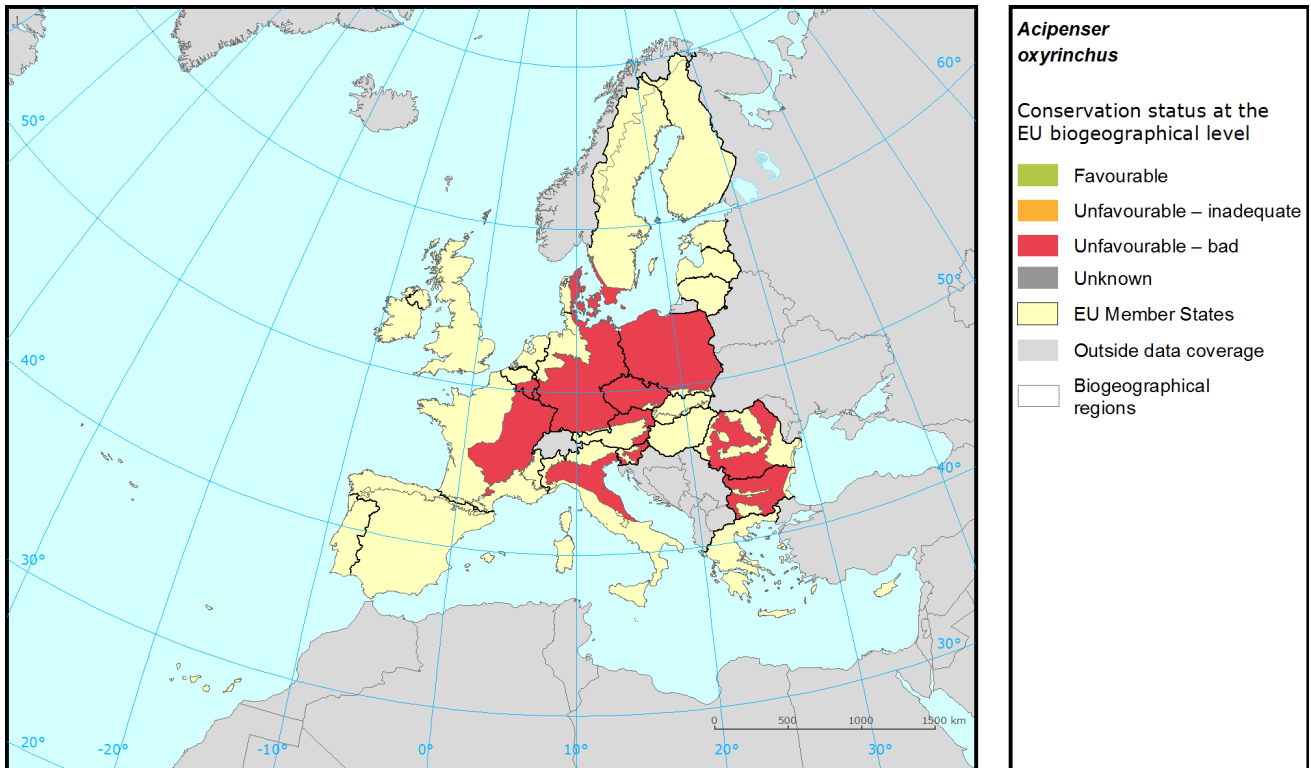 Acipenser
oxyrinchus
Conservation status at the
EU biogeographical level
Favourable
Unfavourable – inadequate
Unfavourable – bad
Unknown
EU Member States
Outside data coverage
Biogeographical
regions
60°
50°
50°
40°
40°
30°
30°
20°
-20°
-10°
0°
10°
20°
30°
0 500 1000 1500 km